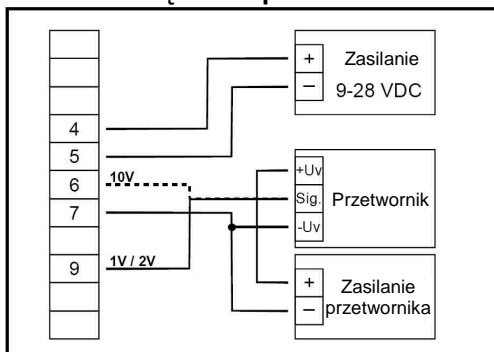 4
5
6
7
9
10V
1V / 2V
+
−
Zasilanie
9-28 VDC
+Uv
Sig.
-Uv
Przetwornik
+
−
Zasilanie
przetwornika